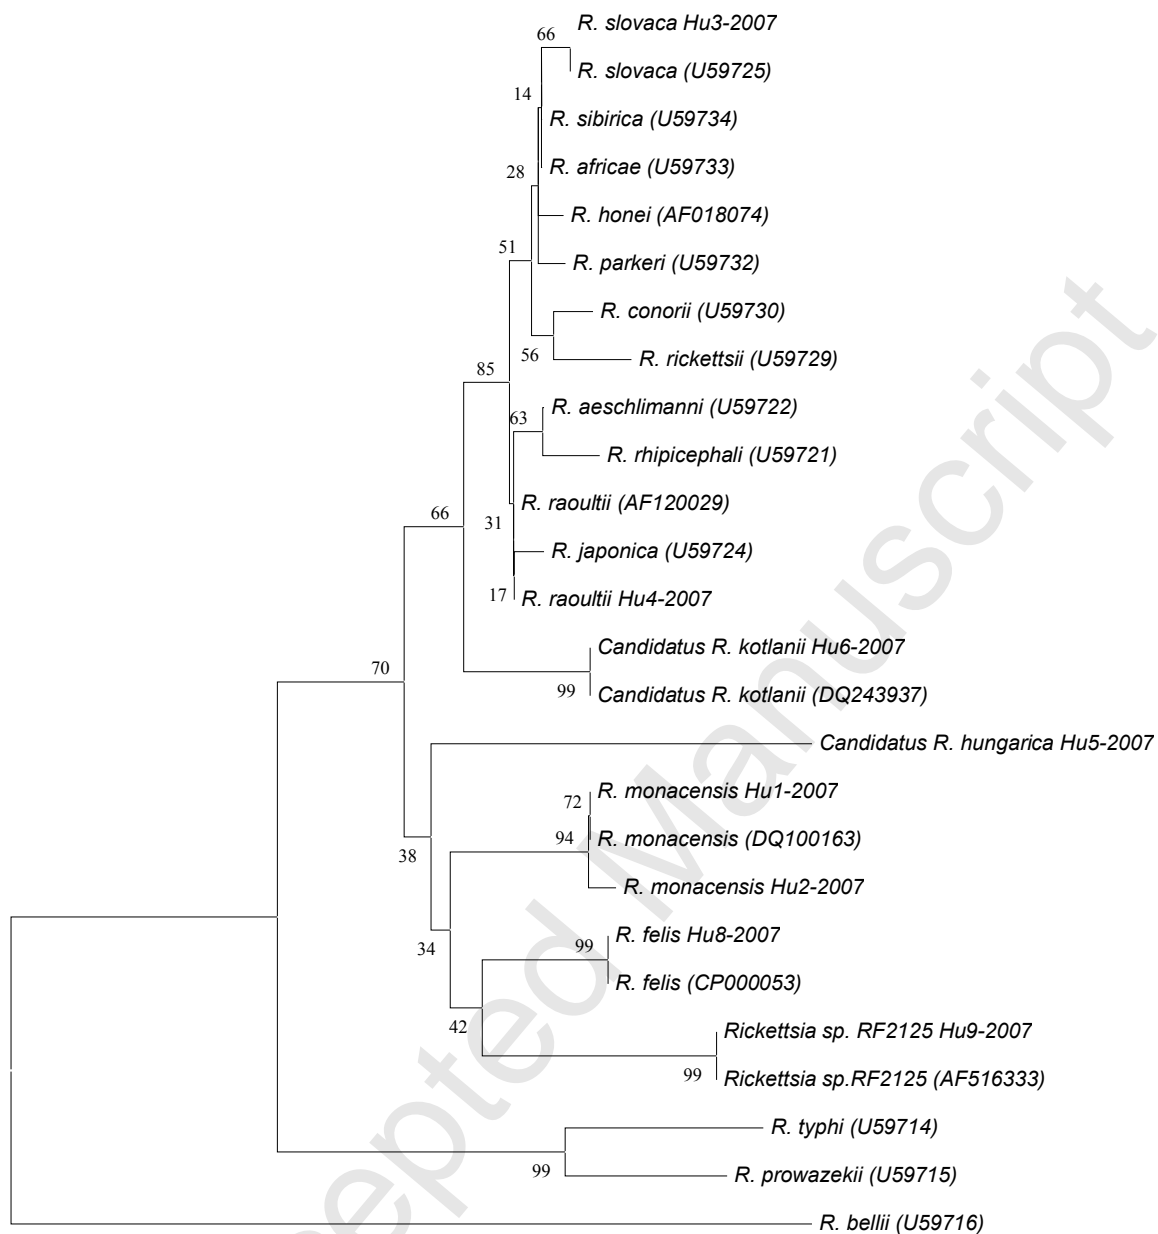 R. slovaca Hu3-2007
66
R. slovaca (U59725)
14
R. sibirica (U59734)
R. africae (U59733)
28
R. honei (AF018074)
51
R. parkeri (U59732)
R. conorii (U59730)
56
R. rickettsii (U59729)
85
R. aeschlimanni (U59722)
63
R. rhipicephali (U59721)
R. raoultii (AF120029)
66
31
R. japonica (U59724)
17
R. raoultii Hu4-2007
Candidatus R. kotlanii Hu6-2007
70
99
Candidatus R. kotlanii (DQ243937)
Candidatus R. hungarica Hu5-2007
R. monacensis Hu1-2007
72
R. monacensis (DQ100163)
94
38
R. monacensis Hu2-2007
R. felis Hu8-2007
99
34
R. felis (CP000053)
42
Rickettsia sp. RF2125 Hu9-2007
99
Rickettsia sp.RF2125 (AF516333)
R. typhi (U59714)
99
R. prowazekii (U59715)
R. bellii (U59716)
epted Manuscript